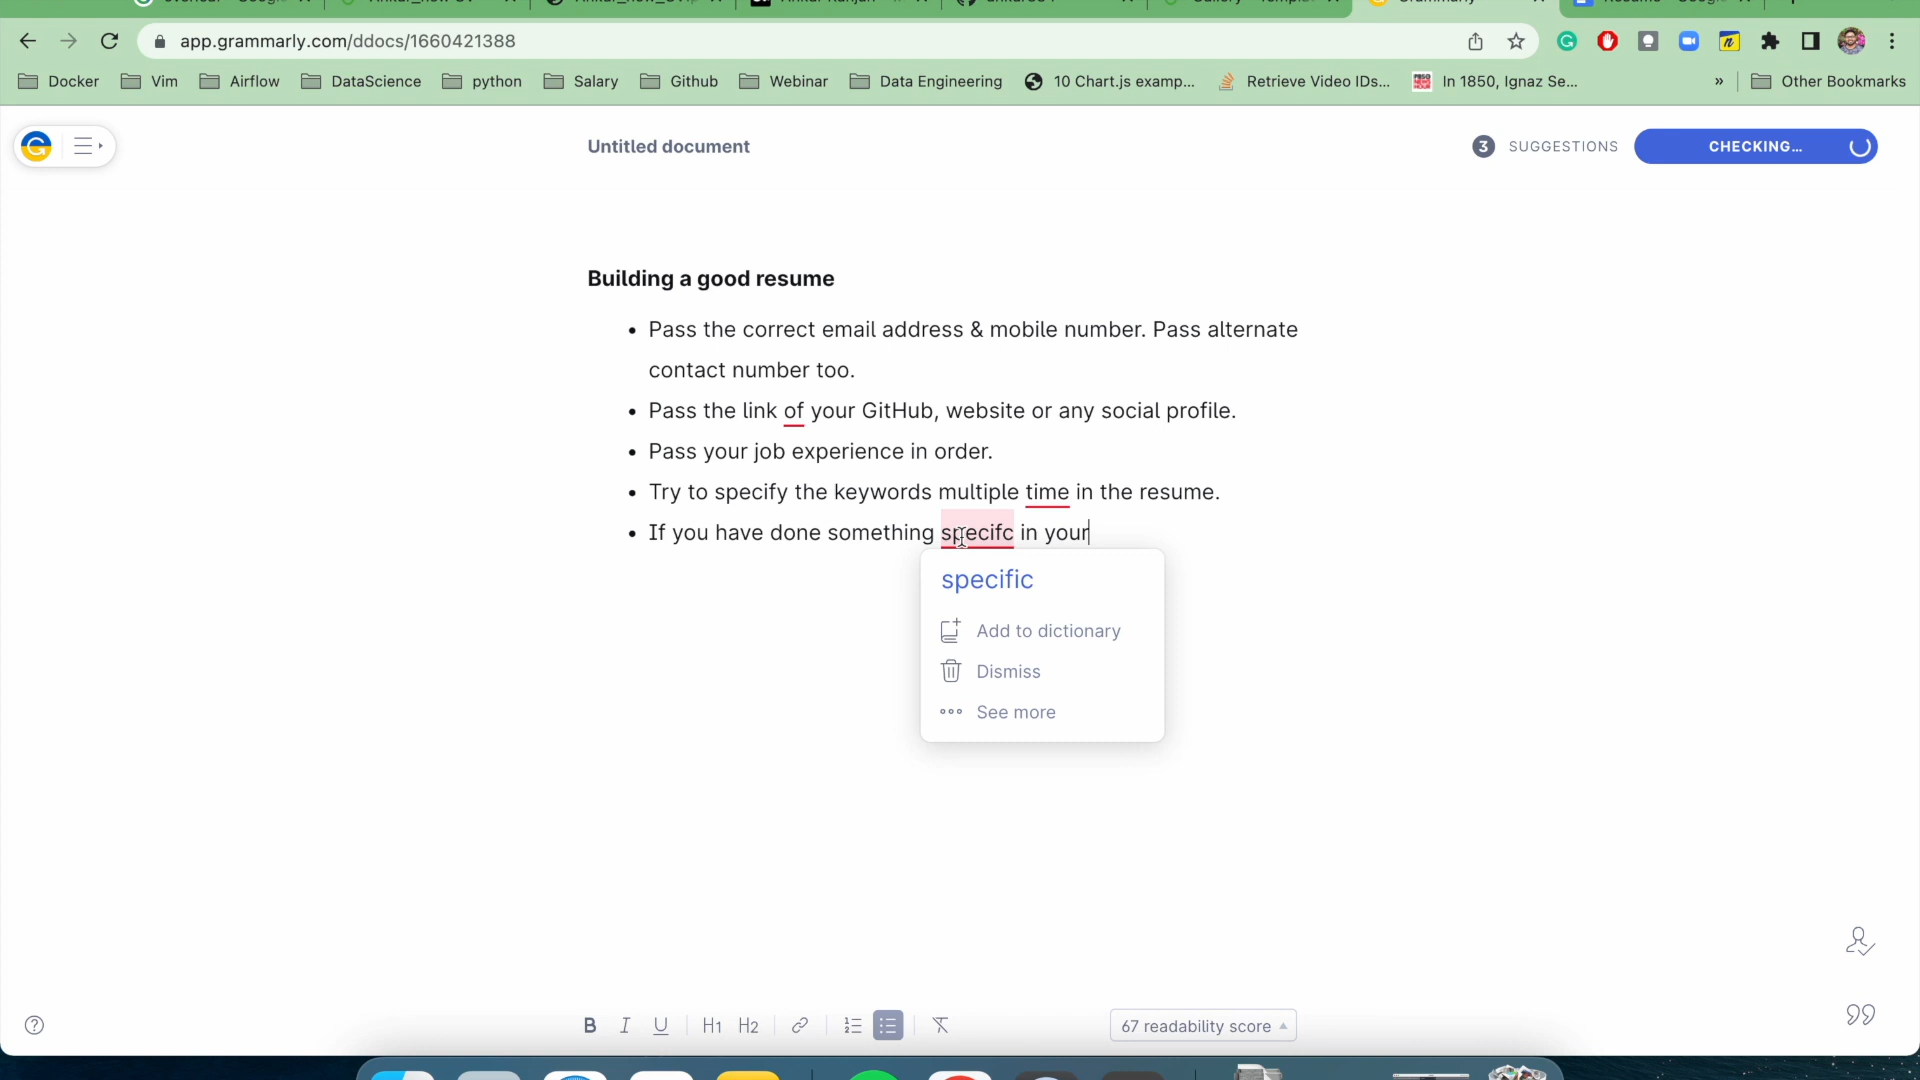 app.grammarly.com/ddocs/1660421388
Docker Vim Airflow DataScience python Salary Github Webinar Data Engineering 10 Chart.js examp... Retrieve Video IDs... In 1850, Ignaz Se... » Other Bookmarks
Untitled document
3 SUGGESTIONS CHECKING...
Building a good resume
• Pass the correct email address & mobile number. Pass alternate
contact number too.
• Pass the link of your GitHub, website or any social profile.
• Pass your job experience in order.
• Try to specify the keywords multiple time in the resume.
• If you have done something specifc in your
specific
Add to dictionary
Dismiss
See more
B I U H1 H2 67 readability score